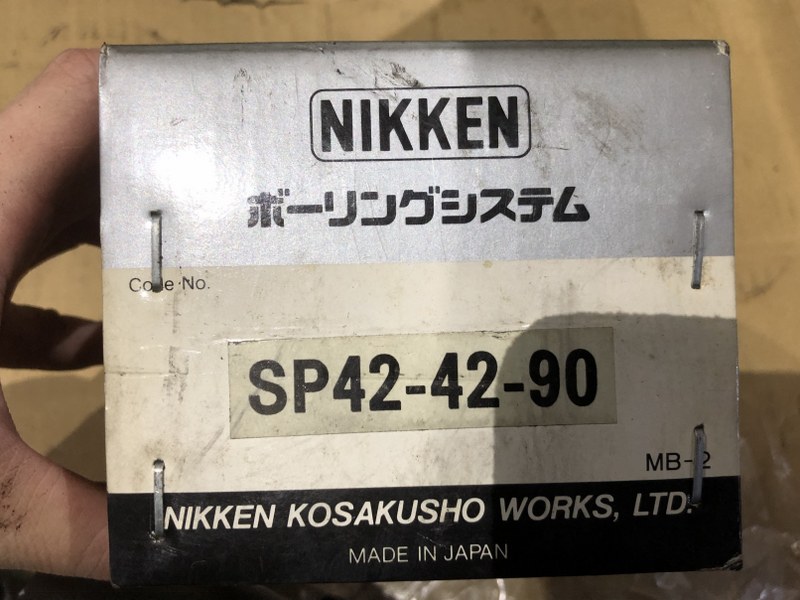 NIKKEN
ボーリングシステム
Code No.
SP42-42-90
MB-2
NIKKEN KOSAKUSHO WORKS, LTD.
MADE IN JAPAN